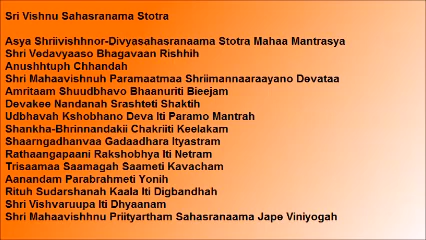 Sri Vishnu Sahasranama Stotra
Asya Shriivishhnor-Divyasahasranaama Stotra Mahaa Mantrasya
Shri Vedavyaaso Bhagavaan Rishhih
Anushhtuph Chhandah
Shri Mahaavishnuh Paramaatmaa Shriimannaaraayano Devataa
Amritaam Shuudbhavo Bhaanuriti Bieejam
Devakee Nandanah Srashteti Shaktih
Udbhavah Kshobhano Deva Iti Paramo Mantrah
Shankha-Bhrinnandakii Chakriiti Keelakam
Shaarngadhanvaa Gadaadhara Ityastram
Rathaangapaani Rakshobhya Iti Netram
Trisaamaa Saamagah Saameti Kavacham
Aanandam Parabrahmeti Yonih
Rituh Sudarshanah Kaala Iti Digbandhah
Shri Vishvaruupa Iti Dhyaanam
Shri Mahaavishhnu Priityartham Sahasranaama Jape Viniyogah